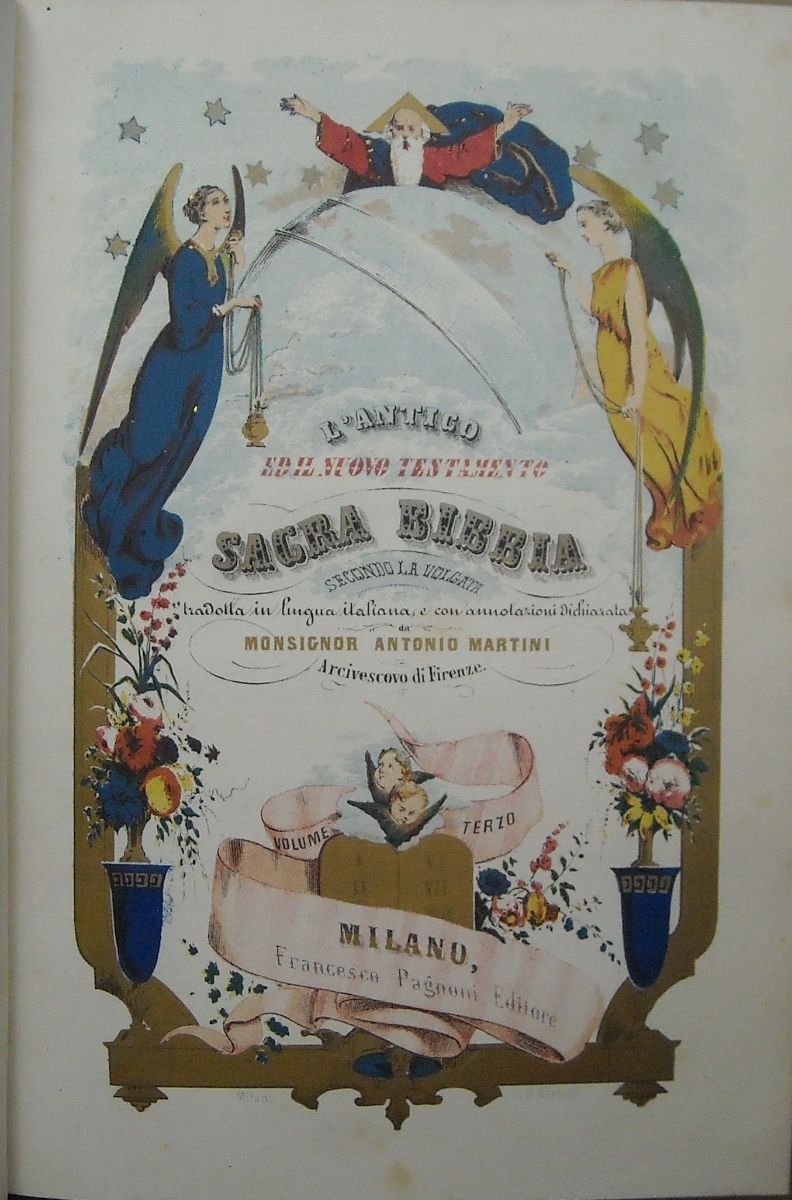 L'ANTICO
ED IL NUOVO TESTAMENTO
SACRA BIBBIA
SECONDO LA VOLGATA
tradotta in lingua italiana, e con annotazioni dichiarata
da
MONSIGNOR ANTONIO MARTINI
Arcivescovo di Firenze.
VOLUME TERZO
MILANO,
Francesco Pagnoni Editore